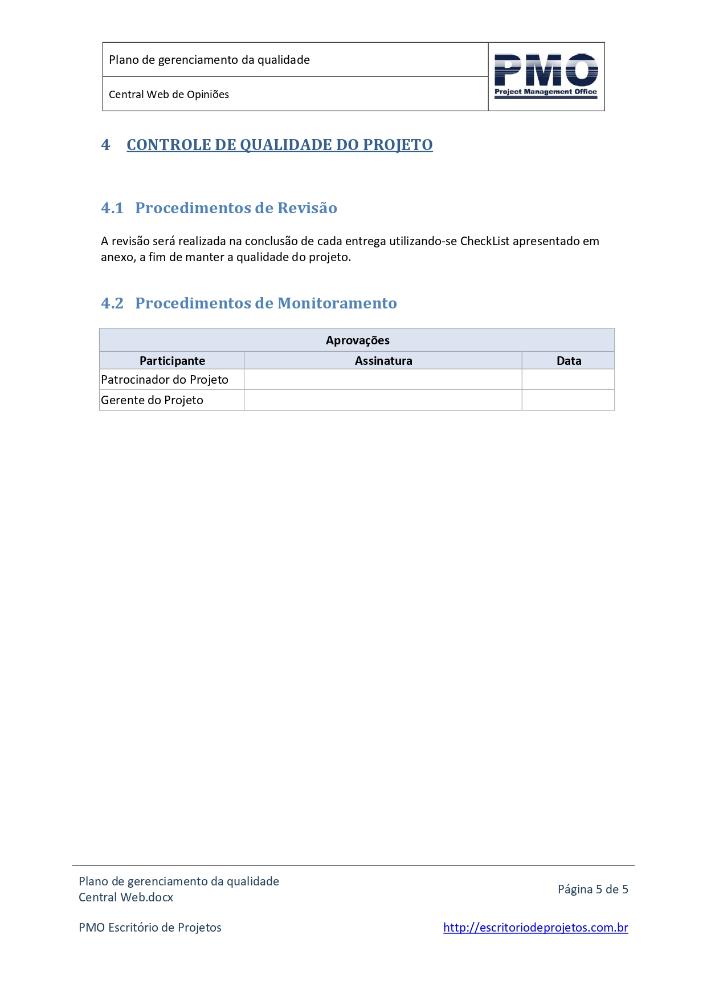 Plano de gerenciamento da qualidade
Central Web de Opiniões
PMO
Project Management Office
4 CONTROLE DE QUALIDADE DO PROJETO
4.1 Procedimentos de Revisão
A revisão será realizada na conclusão de cada entrega utilizando-se CheckList apresentado em
anexo, a fim de manter a qualidade do projeto.
4.2 Procedimentos de Monitoramento
Aprovações
Participante Assinatura Data
Patrocinador do Projeto
Gerente do Projeto
Plano de gerenciamento da qualidade
Central Web.docx
Página 5 de 5
PMO Escritório de Projetos
http://escritoriodeprojetos.com.br